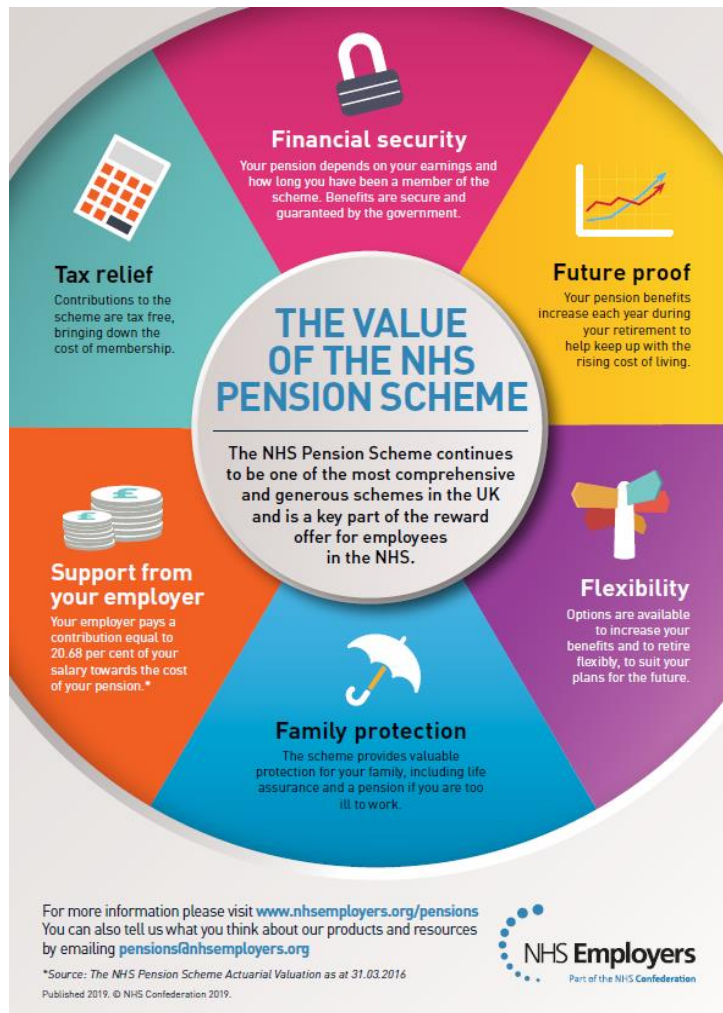 Financial security
Your pension depends on your earnings and
how long you have been a member of the
scheme. Benefits are secure and
guaranteed by the government.
Future proof
Your pension benefits
increase each year during
your retirement to
help keep up with the
rising cost of living.
Tax relief
Contributions to the
scheme are tax free,
bringing down the
cost of membership.
THE VALUE
OF THE NHS
PENSION SCHEME
The NHS Pension Scheme continues
to be one of the most comprehensive
and generous schemes in the UK
and is a key part of the reward
offer for employees
in the NHS.
£
£
Support from
your employer
Your employer pays a
contribution equal to
20.68 per cent of your
salary towards the cost
of your pension.*
Flexibility
Options are available
to increase your
benefits and to retire
flexibly, to suit your
plans for the future.
Family protection
The scheme provides valuable
protection for your family, including life
assurance and a pension if you are too
ill to work.
For more information please visit www.nhsemployers.org/pensions
You can also tell us what you think about our products and resources
by emailing pensions@nhsemployers.org
*Source: The NHS Pension Scheme Actuarial Valuation as at 31.03.2016
Published 2019. © NHS Confederation 2019.
NHS Employers
Part of the NHS Confederation